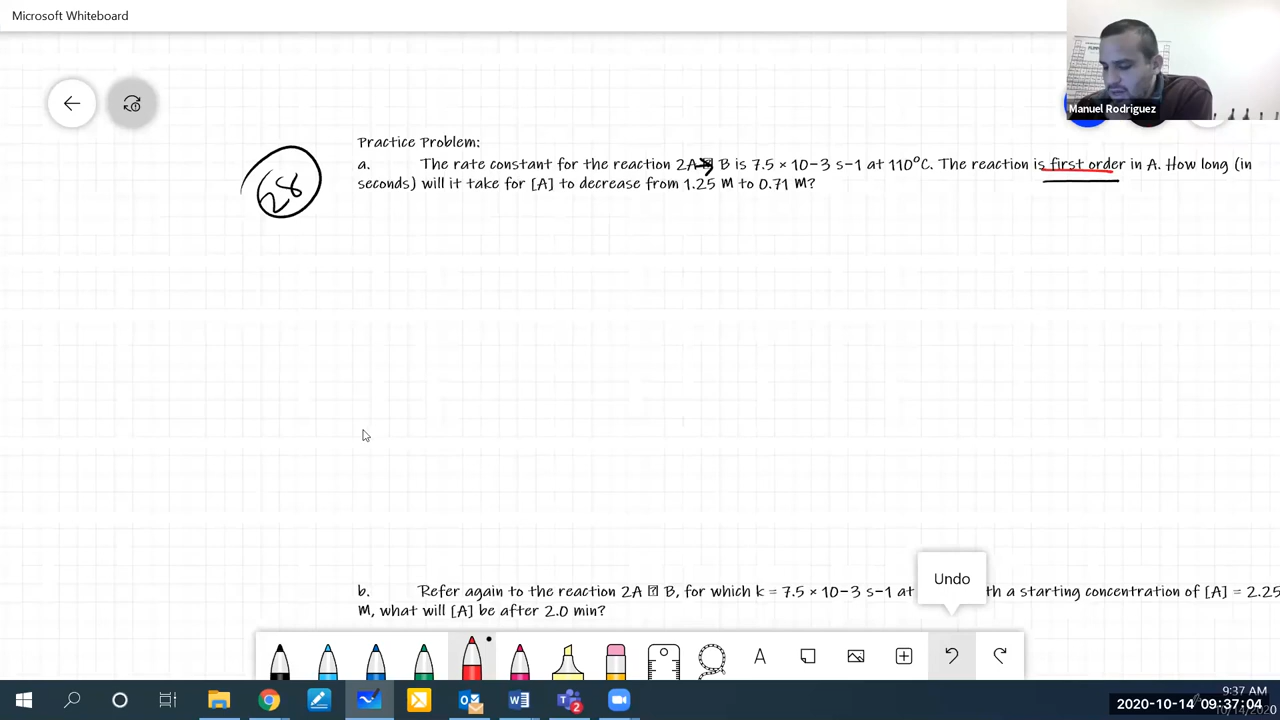 Microsoft Whiteboard
Manuel Rodriguez
Practice Problem:
28
a. The rate constant for the reaction 2A→ B is 7.5 × 10−3 s−1 at 110°C. The reaction is first order in A. How long (in
seconds) will it take for [A] to decrease from 1.25 M to 0.71 M?
Undo
b. Refer again to the reaction 2A B, for which k = 7.5 × 10−3 s−1 at th a starting concentration of [A] = 2.25
M, what will [A] be after 2.0 min?
A
2
9:37 AM
2020-10-14 09:37:04
10/14/2020